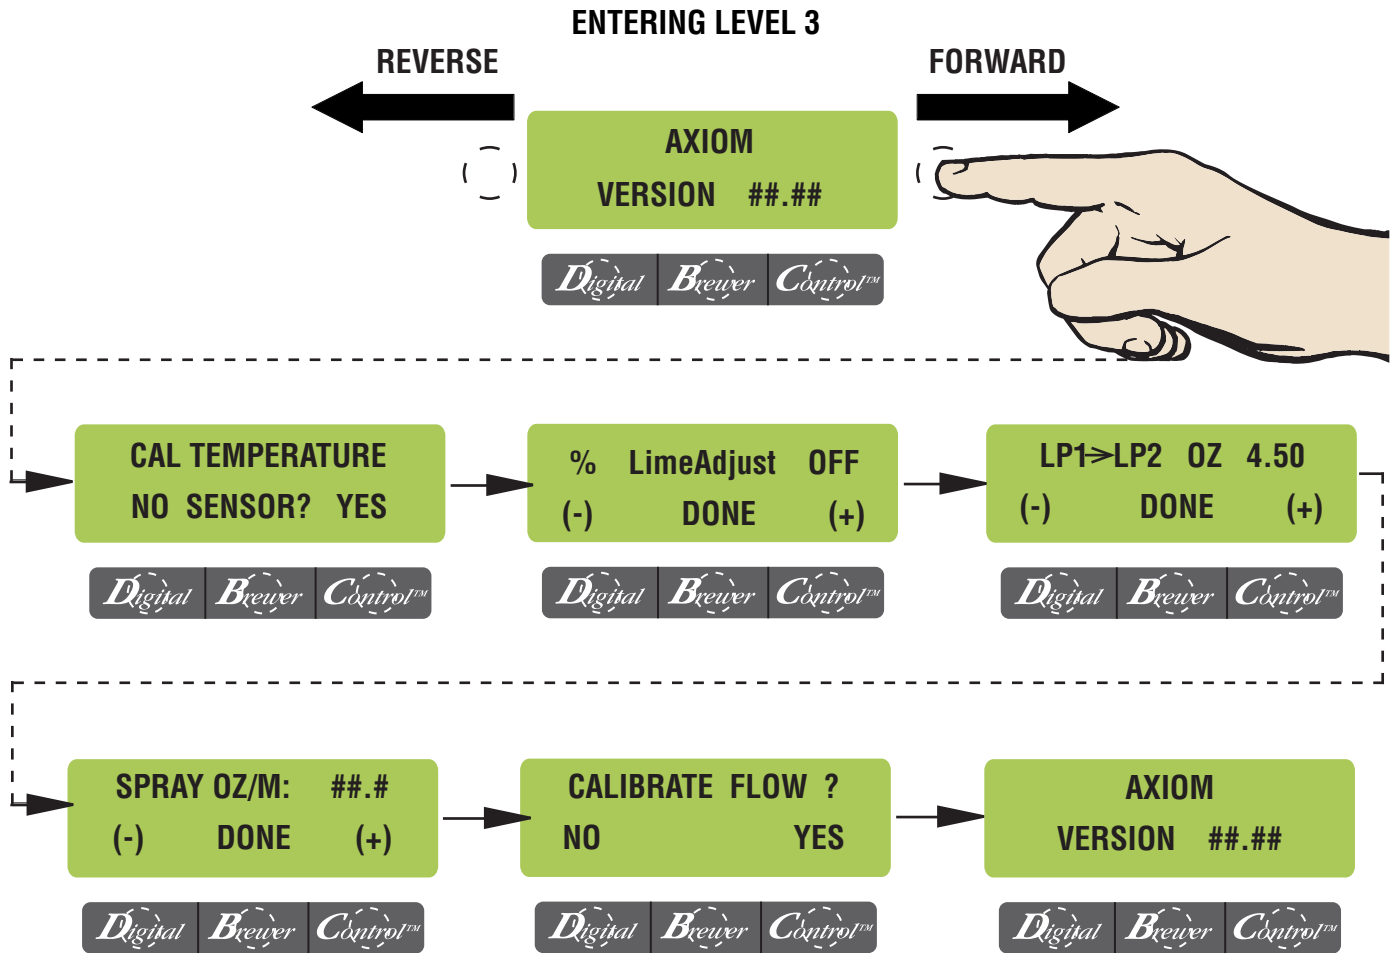 ENTERING LEVEL 3
REVERSE
FORWARD
AXIOM
VERSION ##.##
Digital Brewer Control™
CAL TEMPERATURE
NO SENSOR? YES
Digital Brewer Control™
% LimeAdjust OFF
(-) DONE (+)
Digital Brewer Control™
LP1->LP2 OZ 4.50
(-) DONE (+)
Digital Brewer Control™
SPRAY OZ/M: ##.#
(-) DONE (+)
Digital Brewer Control™
CALIBRATE FLOW ?
NO YES
Digital Brewer Control™
AXIOM
VERSION ##.##
Digital Brewer Control™